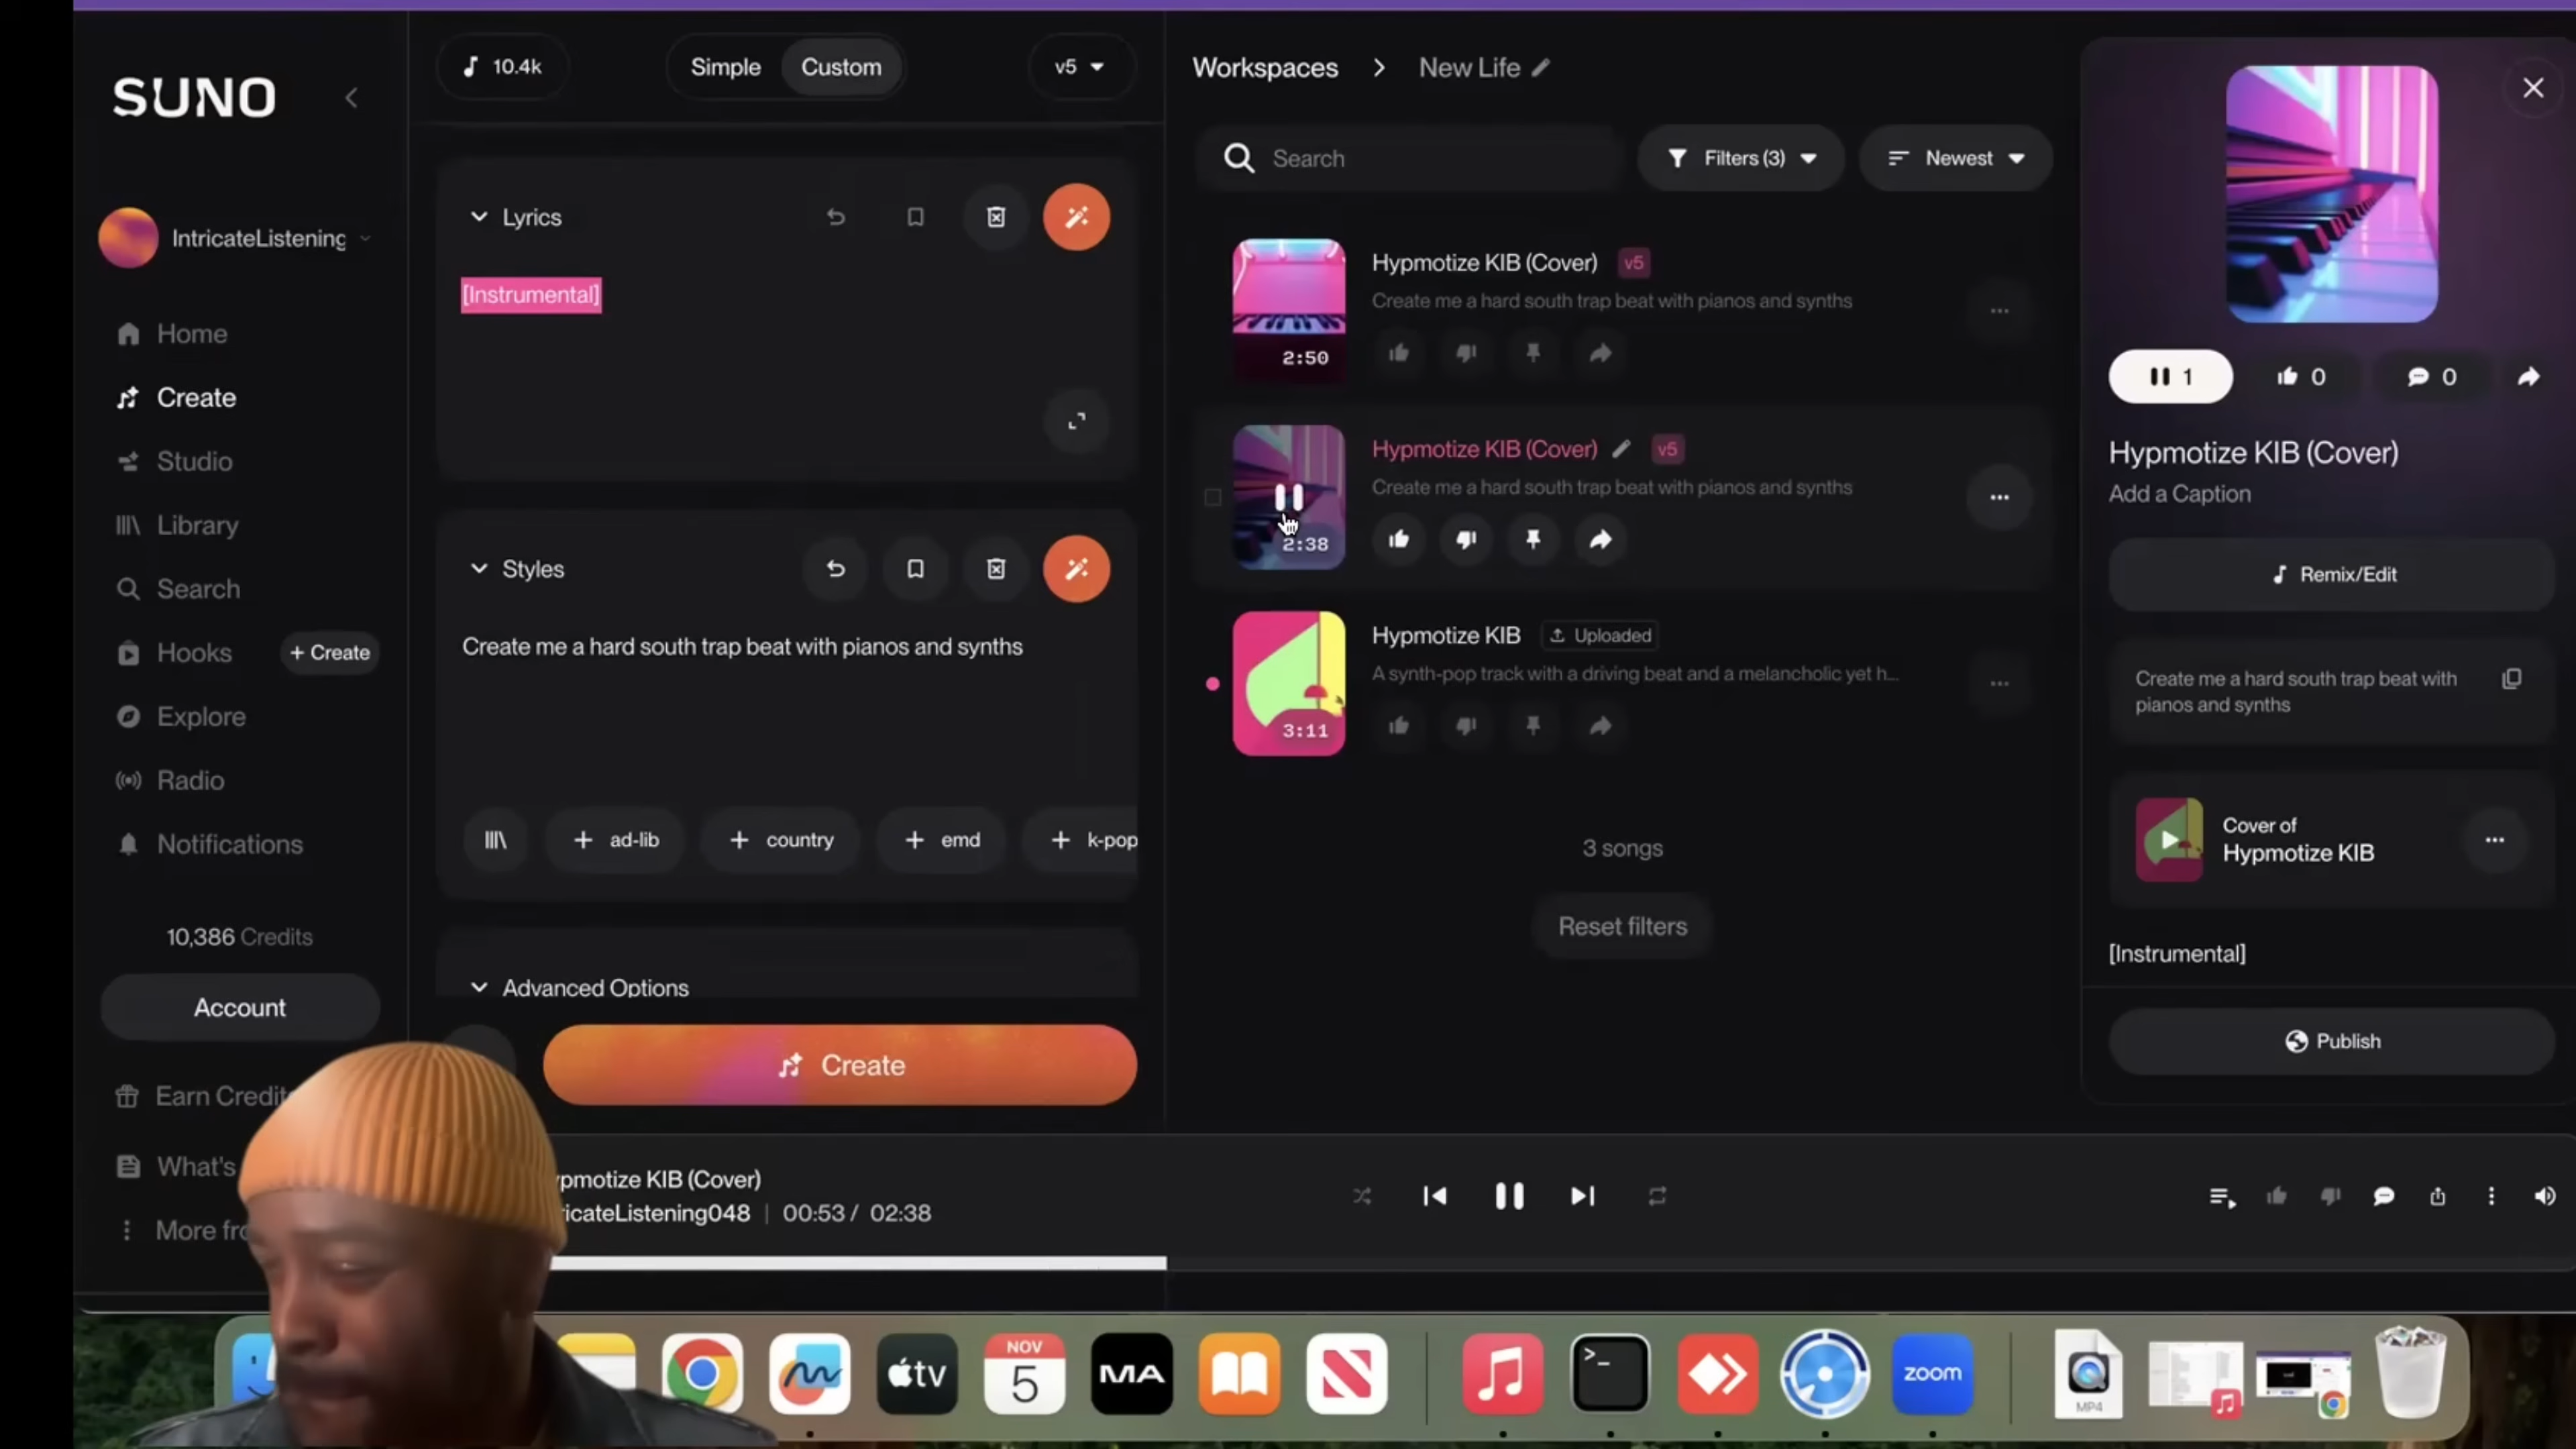 SUNO
IntricateListening
Home
Create
Studio
Library
Search
Hooks
+ Create
Explore
Radio
Notifications
10,386 Credits
Account
Earn Credit
What's
More
10.4k
Simple
Custom
v5
Lyrics
[Instrumental]
Styles
Create me a hard south trap beat with pianos and synths
+ ad-lib
+ country
+ emd
+ k-pop
Advanced Options
Create
Workspaces > New Life
Search
Filters (3)
Newest
Hypmotize KIB (Cover) v5
Create me a hard south trap beat with pianos and synths
2:50
Hypmotize KIB (Cover) v5
Create me a hard south trap beat with pianos and synths
2:38
Hypmotize KIB Uploaded
A synth-pop track with a driving beat and a melancholic yet h...
3:11
3 songs
Reset filters
1
0
0
Hypmotize KIB (Cover)
Add a Caption
Remix/Edit
Create me a hard south trap beat with
pianos and synths
Cover of
Hypmotize KIB
[Instrumental]
Publish
pmotize KIB (Cover)
icateListening048 | 00:53 / 02:38
tv
NOV
5
MA
>_
zoom
MP4